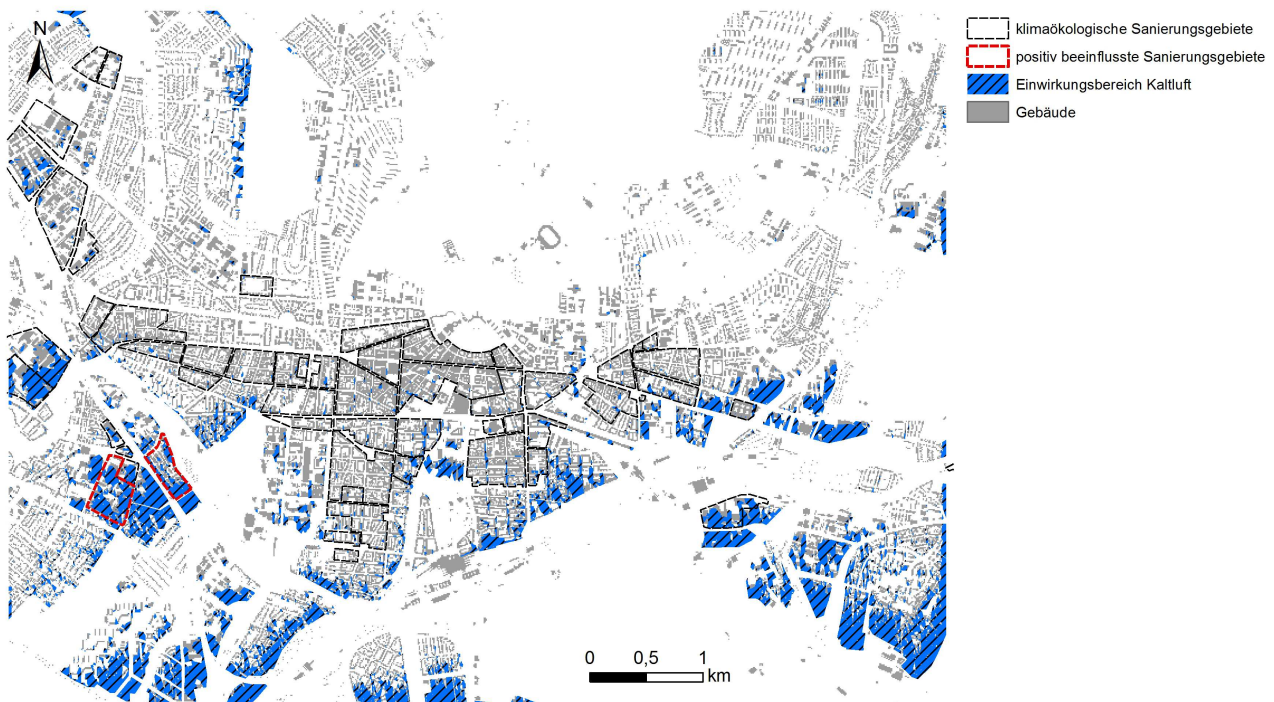 N
klimaökologische Sanierungsgebiete
positiv beeinflusste Sanierungsgebiete
Einwirkungsbereich Kaltluft
Gebäude
0 0,5 1
km